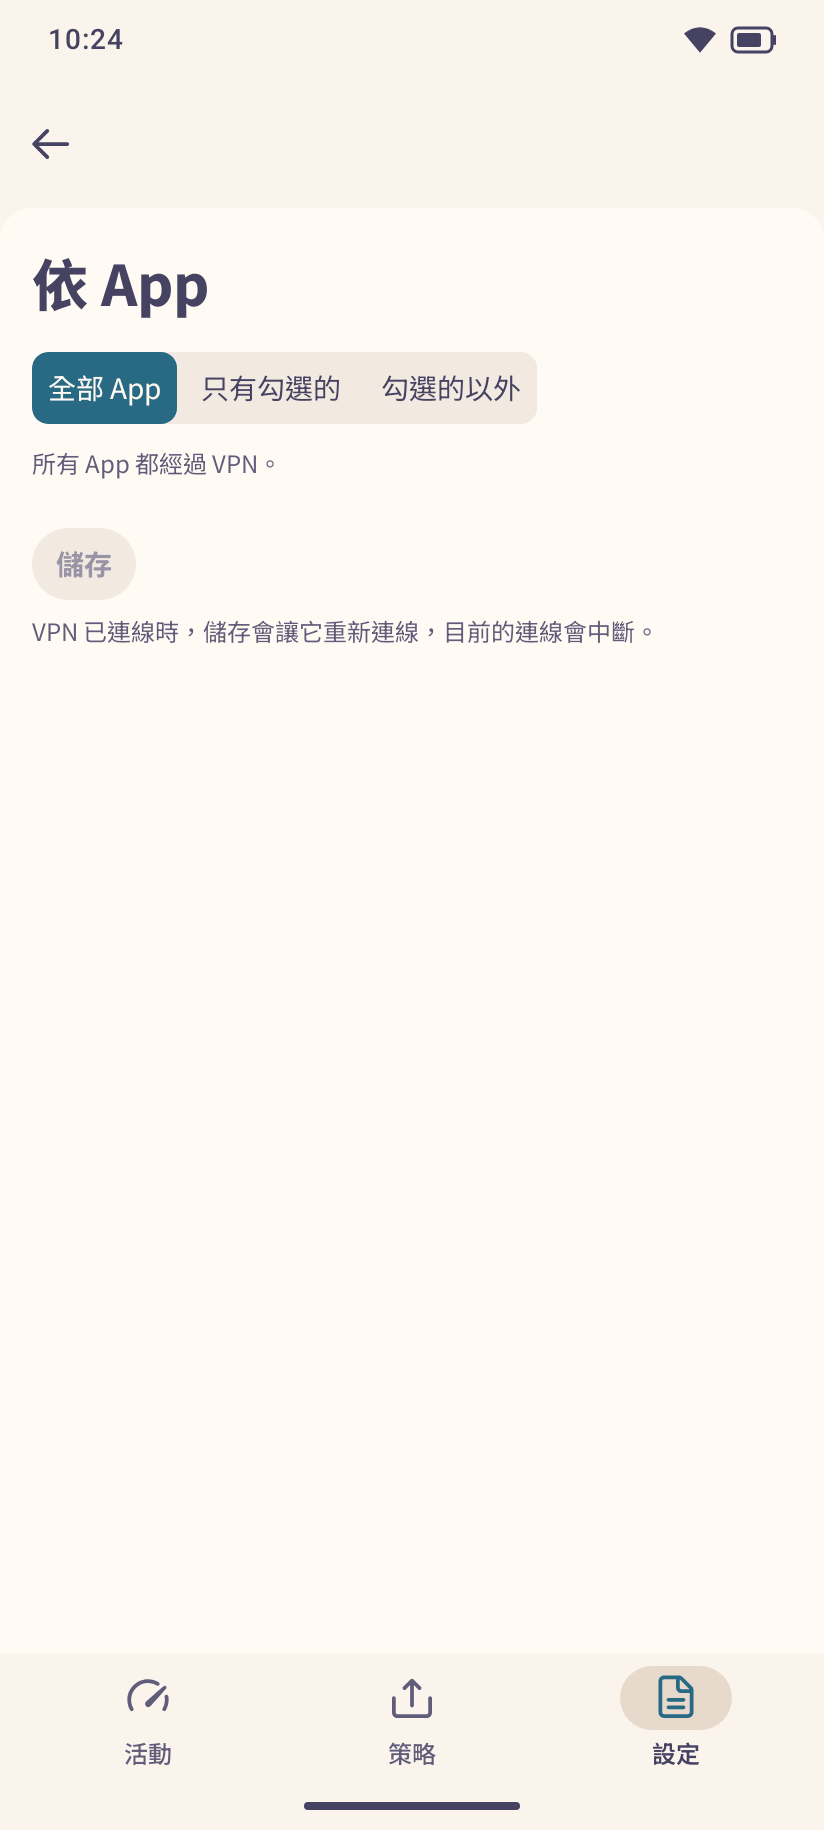 10:24
依 App
全部 App
只有勾選的
勾選的以外
所有 App 都經過 VPN。
儲存
VPN 已連線時，儲存會讓它重新連線，目前的連線會中斷。
活動
策略
設定